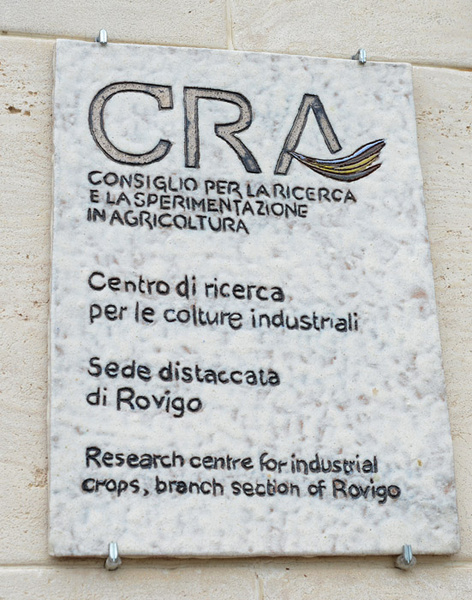 CRA
CONSIGLIO PER LA RICERCA
E LA SPERIMENTAZIONE
IN AGRICOLTURA
Centro di ricerca
per le colture industriali
Sede distaccata
di Rovigo
Research centre for industrial
crops, branch section of Rovigo